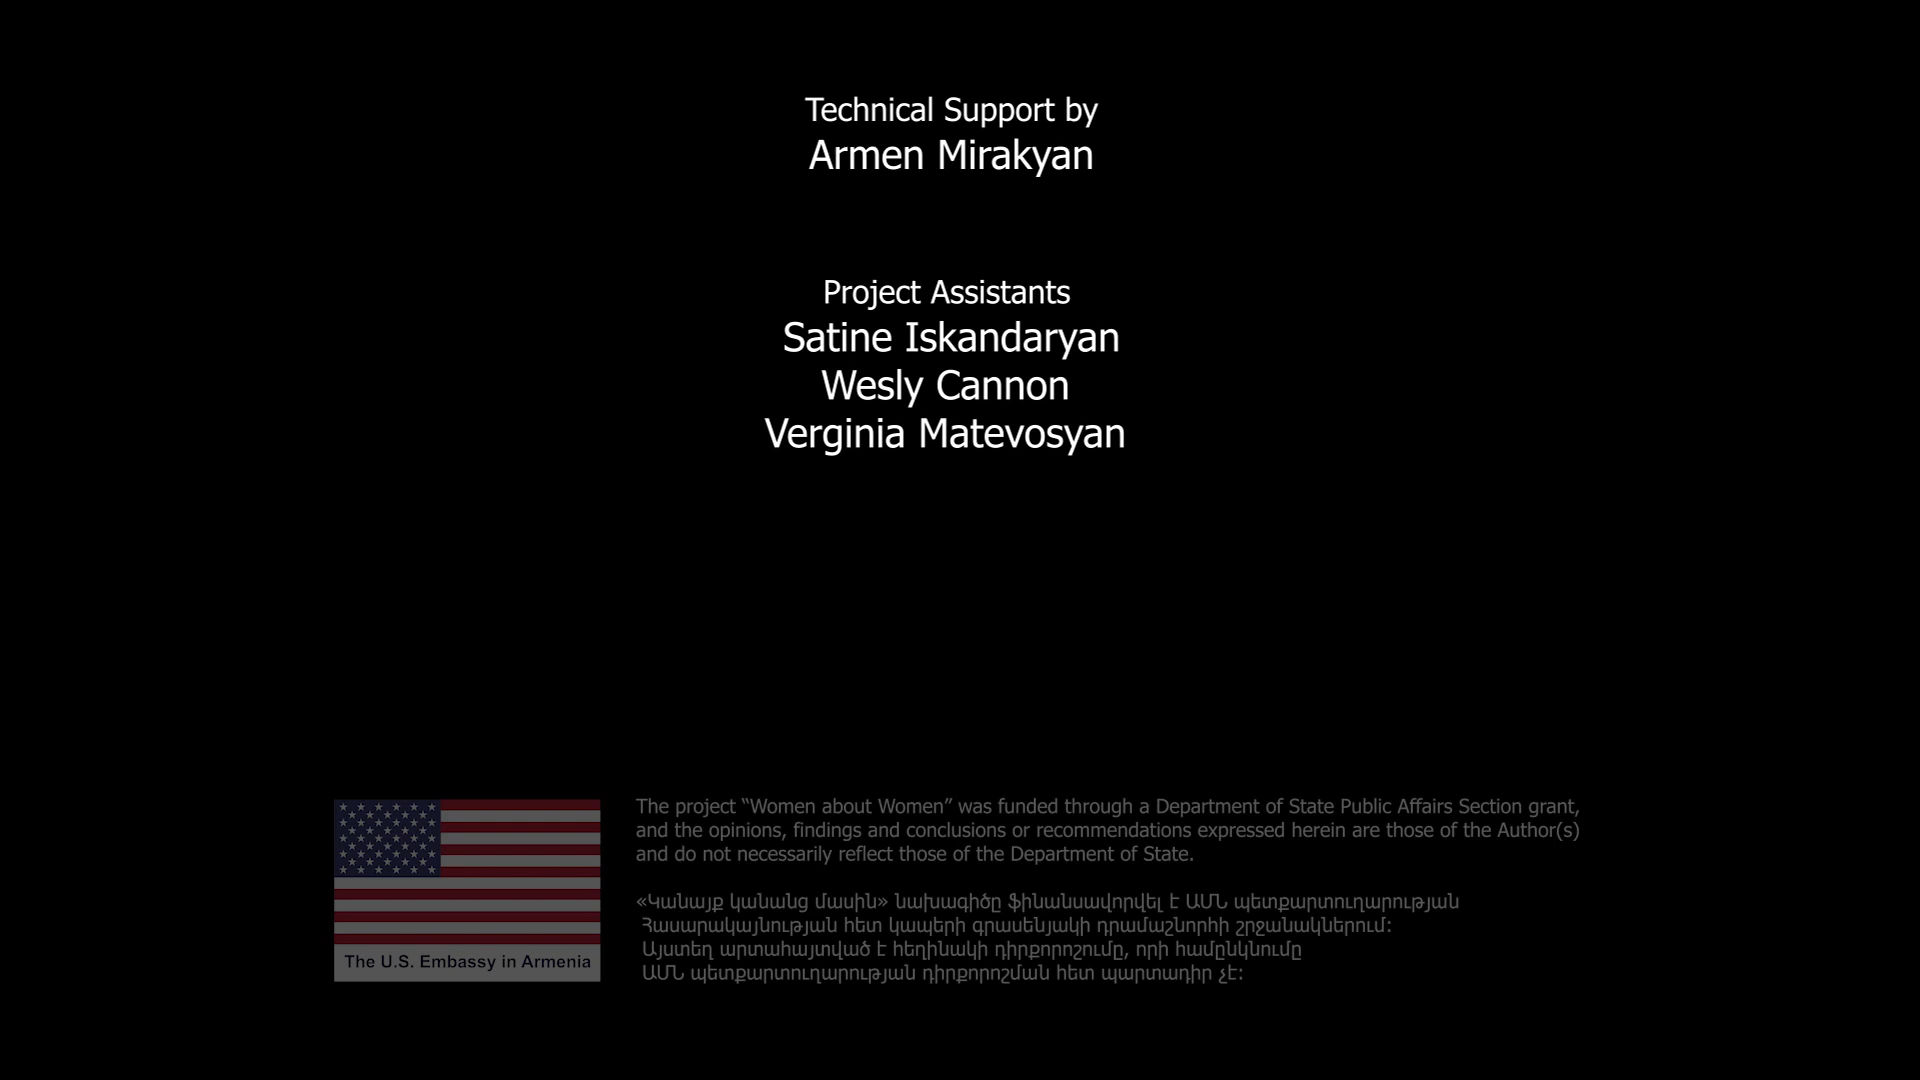 Technical Support by
Armen Mirakyan
Project Assistants
Satine Iskandaryan
Wesly Cannon
Verginia Matevosyan
The U.S. Embassy in Armenia
The project “Women about Women” was funded through a Department of State Public Affairs Section grant,
and the opinions, findings and conclusions or recommendations expressed herein are those of the Author(s)
and do not necessarily reflect those of the Department of State.
«Կանայք կանանց մասին» նախագիծը ֆինանսավորվել է ԱՄՆ պետքարտուղարության
Հասարակայնության հետ կապերի գրասենյակի դրամաշնորհի շրջանակներում:
Այստեղ արտահայտված է հեղինակի դիրքորոշումը, որի համընկնումը
ԱՄՆ պետքարտուղարության դիրքորոշման հետ պարտադիր չէ: